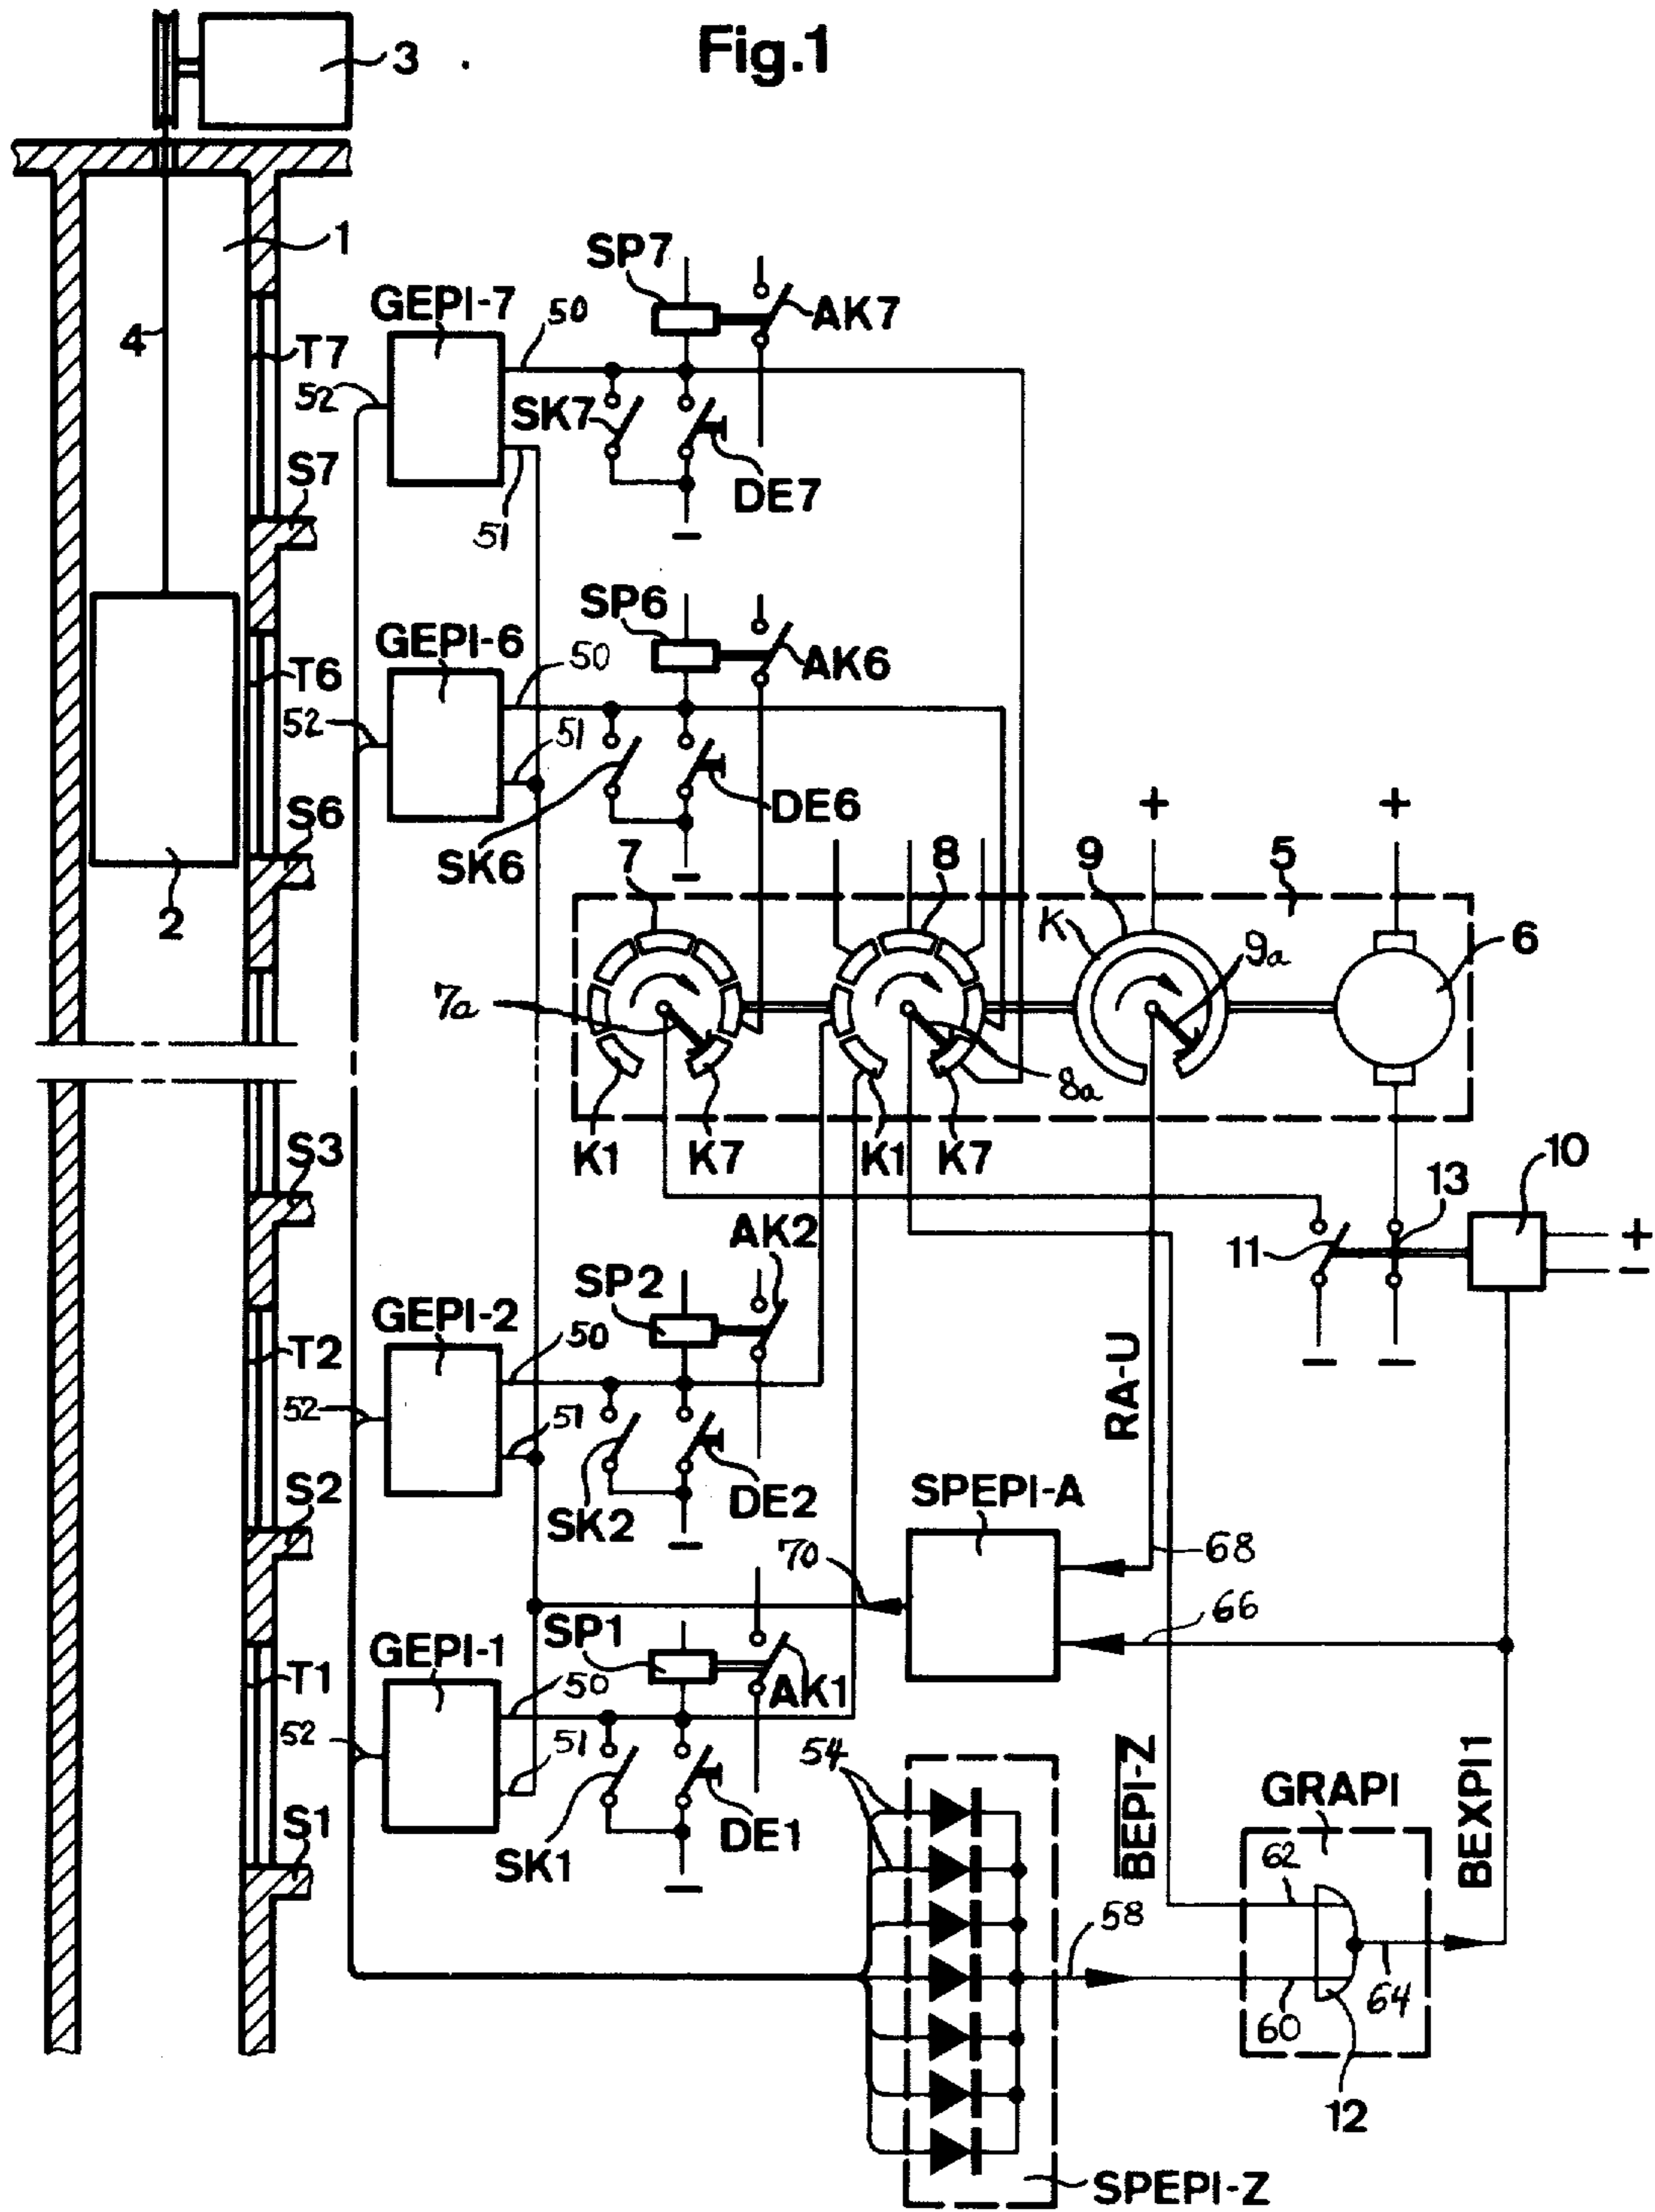 Fig.1
3
1
SP7
GEPI-7
50
AK7
4
T7
52
SK7
S7
DE7
51
SP6
GEPI-6
50
AK6
T6
52
51
DE6
S6
SK6
+
+
2
7
8
9
5
K
9a
6
7a
8a
S3
K1
K7
K1
K7
10
13
AK2
11
+
−
SP2
GEPI-2
50
T2
RA-U
52
51
S2
SK2
DE2
SPEPI-A
70
68
66
SP1
GEPI-1
T1
50
AK1
52
51
54
BEPI-Z
BEXPI1
GRAPI
S1
DE1
SK1
62
58
60
64
12
SPEPI-Z